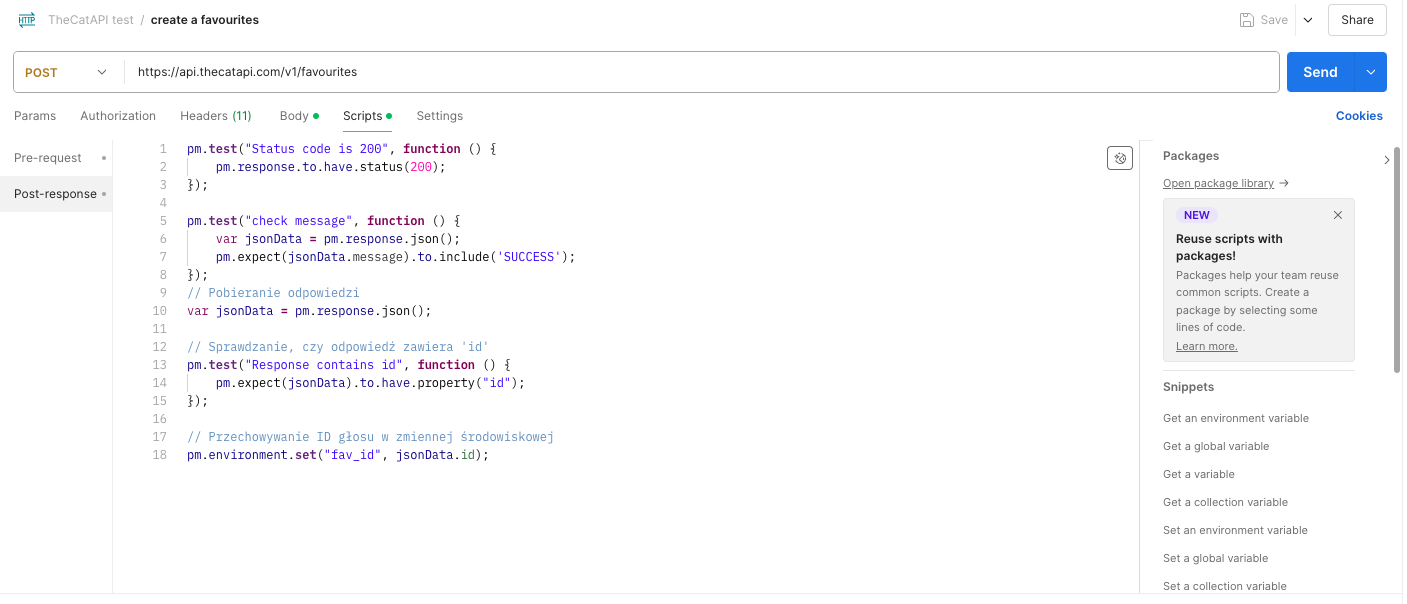 HTTP TheCatAPI test / create a favourites Save Share
POST https://api.thecatapi.com/v1/favourites Send
Params Authorization Headers (11) Body Scripts Settings Cookies
Pre-request
Post-response
1 pm.test("Status code is 200", function () {
2 pm.response.to.have.status(200);
3 });
4
5 pm.test("check message", function () {
6 var jsonData = pm.response.json();
7 pm.expect(jsonData.message).to.include('SUCCESS');
8 });
9 // Pobieranie odpowiedzi
10 var jsonData = pm.response.json();
11
12 // Sprawdzanie, czy odpowiedź zawiera 'id'
13 pm.test("Response contains id", function () {
14 pm.expect(jsonData).to.have.property("id");
15 });
16
17 // Przechowywanie ID głosu w zmiennej środowiskowej
18 pm.environment.set("fav_id", jsonData.id);
Packages
Open package library →
NEW
Reuse scripts with
packages!
Packages help your team reuse
common scripts. Create a
package by selecting some
lines of code.
Learn more.
Snippets
Get an environment variable
Get a global variable
Get a variable
Get a collection variable
Set an environment variable
Set a global variable
Set a collection variable